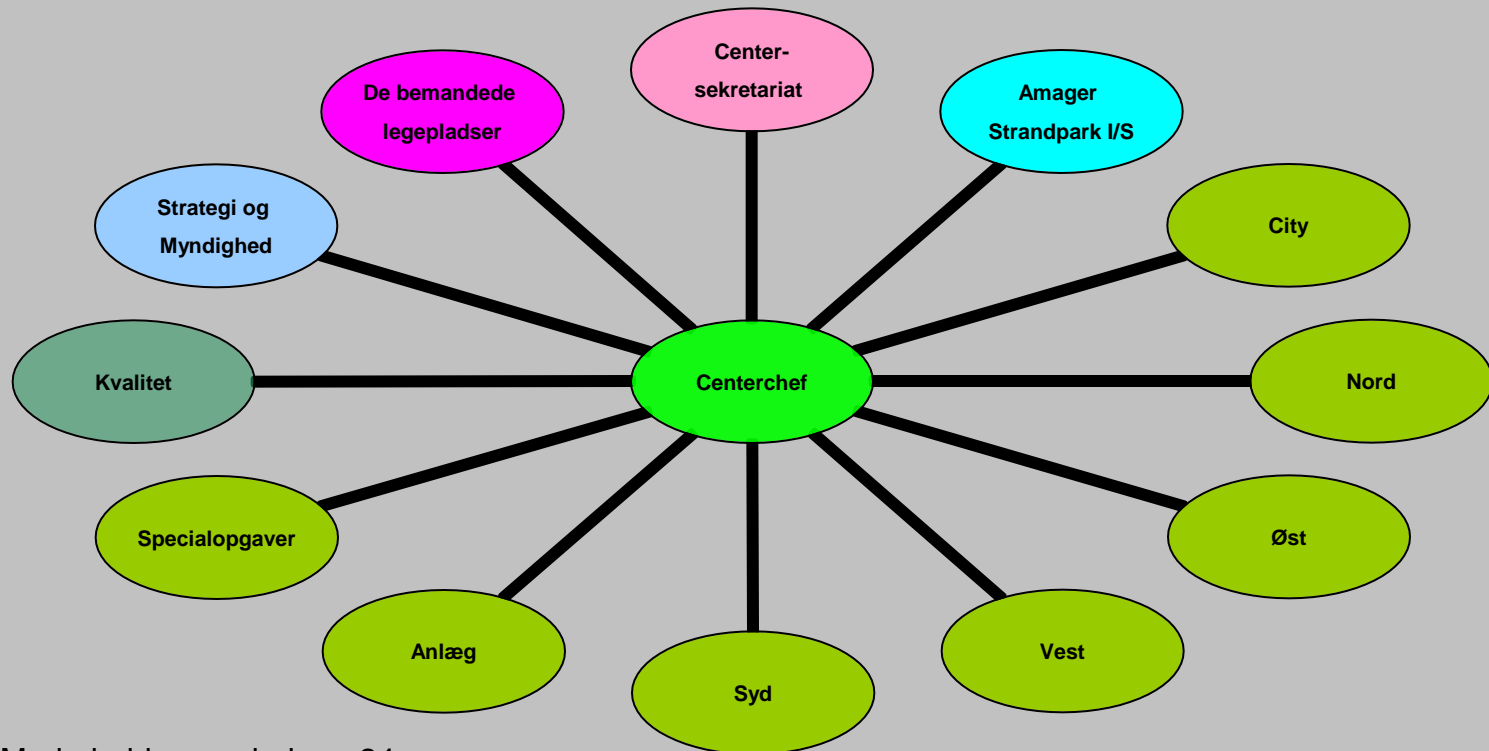 Center-
sekretariat
De bemandede
legepladser
Amager
Strandpark I/S
Strategi og
Myndighed
City
Kvalitet
Centerchef
Nord
Specialopgaver
Øst
Anlæg
Vest
Syd